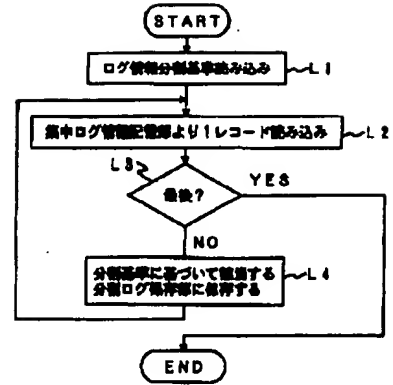 START
ログ情報分割基準読み込み
L1
集中ログ情報記憶部より1レコード読み込み
L2
L3
最後?
YES
NO
分割基準に基づいて該当する
分割ログ保存部に保存する
L4
END